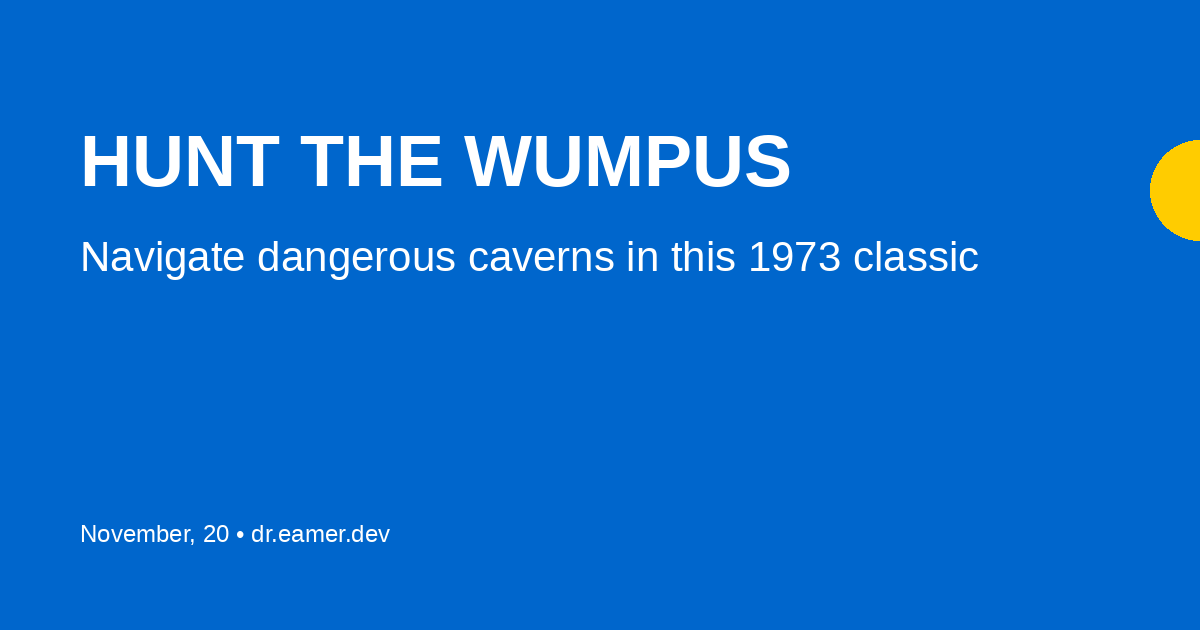 HUNT THE WUMPUS
Navigate dangerous caverns in this 1973 classic
November, 20 • dr.eamer.dev